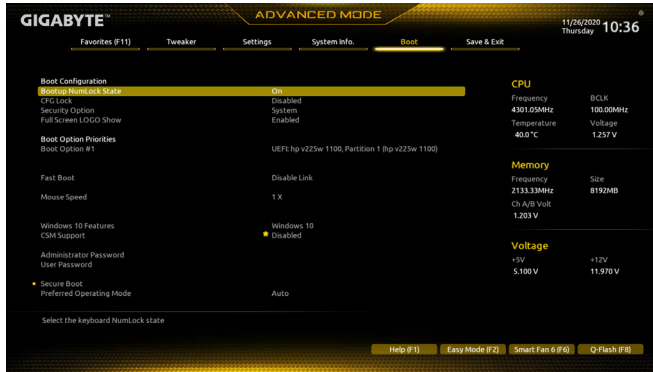 GIGABYTE™
ADVANCED MODE
11/26/2020
Thursday
10:36
Favorites (F11)
Tweaker
Settings
System Info.
Boot
Save & Exit
Boot Configuration
Bootup NumLock State On
CFG Lock Disabled
Security Option System
Full Screen LOGO Show Enabled
Boot Option Priorities
Boot Option #1 UEFI: hp v225w 1100, Partition 1 (hp v225w 1100)
Fast Boot Disable Link
Mouse Speed 1 X
Windows 10 Features Windows 10
CSM Support Disabled
Administrator Password
User Password
Secure Boot
Preferred Operating Mode Auto
Select the keyboard NumLock state
CPU
Frequency BCLK
4301.05MHz 100.00MHz
Temperature Voltage
40.0 °C 1.257 V
Memory
Frequency Size
2133.33MHz 8192MB
Ch A/B Volt
1.203 V
Voltage
+5V +12V
5.100 V 11.970 V
Help (F1)
Easy Mode (F2)
Smart Fan 6 (F6)
Q-Flash (F8)